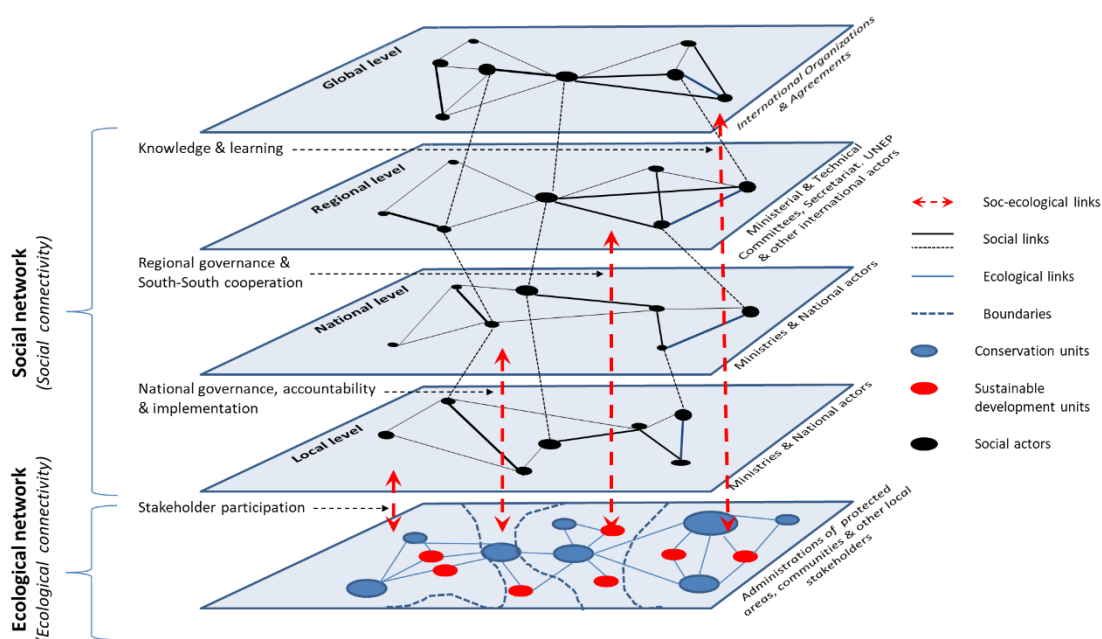 Global level
International Organizations
& Agreements
Knowledge & learning
Regional level
Ministerial & Technical
Committees, Secretariat. UNEP
& other international actors
Regional governance &
South-South cooperation
National level
Ministries & National actors
National governance, accountability
& implementation
Local level
Ministries & National actors
Stakeholder participation
Administrations of protected
areas, communities & other local
stakeholders
Social network
(Social connectivity)
Ecological network
(Ecological connectivity)
Soc-ecological links
Social links
Ecological links
Boundaries
Conservation units
Sustainable
development units
Social actors